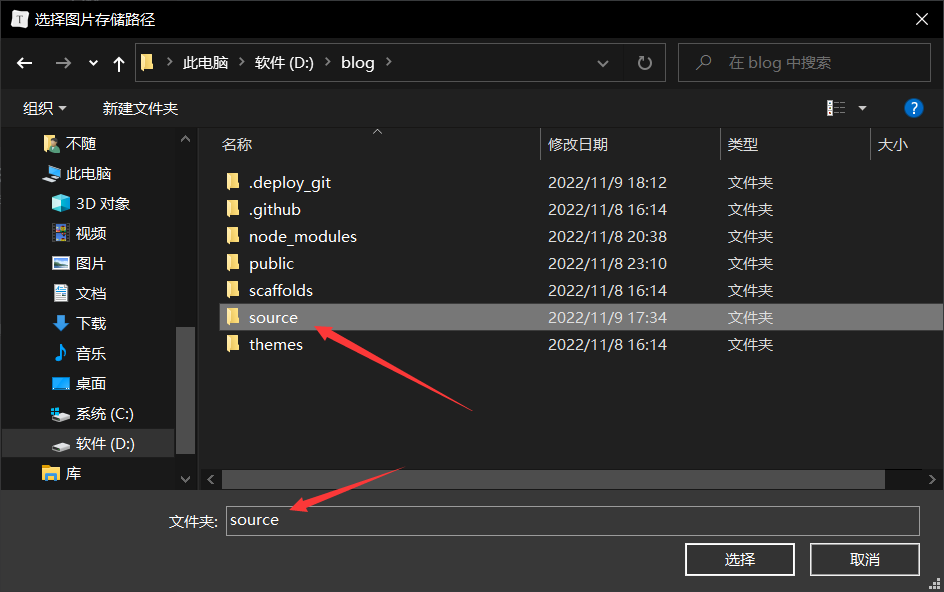 选择图片存储路径
此电脑 软件 (D:) blog
在 blog 中搜索
组织 新建文件夹
不随
此电脑
3D 对象
视频
图片
文档
下载
音乐
桌面
系统 (C:)
软件 (D:)
库
名称 修改日期 类型 大小
.deploy_git 2022/11/9 18:12 文件夹
.github 2022/11/8 16:14 文件夹
node_modules 2022/11/8 20:38 文件夹
public 2022/11/8 23:10 文件夹
scaffolds 2022/11/8 16:14 文件夹
source 2022/11/9 17:34 文件夹
themes 2022/11/8 16:14 文件夹
文件夹: source
选择 取消